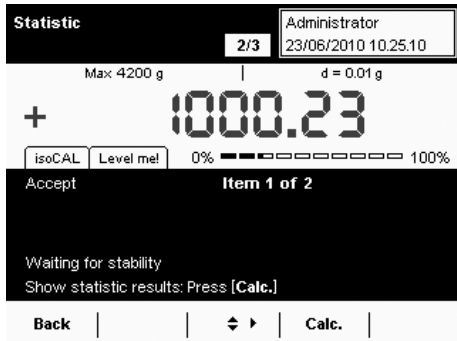 Statistic
Administrator
2/3
23/06/2010 10.25.10
Max 4200 g
d = 0.01 g
+ 1000.23
isoCAL
Level me!
0%
100%
Accept
Item 1 of 2
Waiting for stability
Show statistic results: Press [Calc.]
Back
Calc.